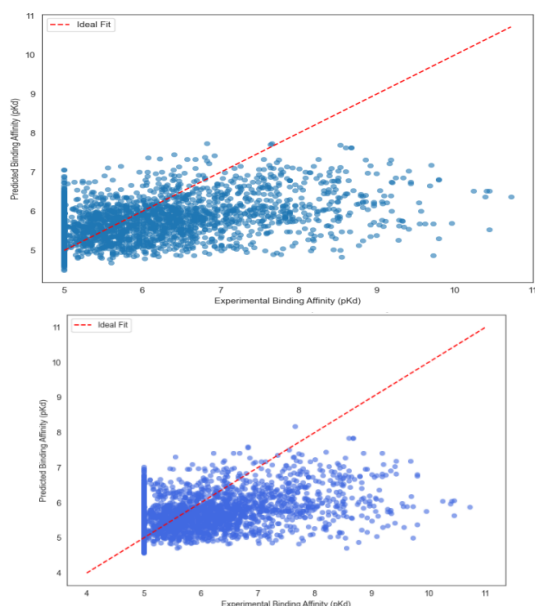 11
Ideal Fit
10
9
8
7
6
5
Predicted Binding Affinity (pKd)
5 6 7 8 9 10 11
Experimental Binding Affinity (pKd)
Ideal Fit
11
10
9
8
7
6
5
4
Predicted Binding Affinity (pKd)
4 5 6 7 8 9 10 11
Experimental Binding Affinity (pKd)